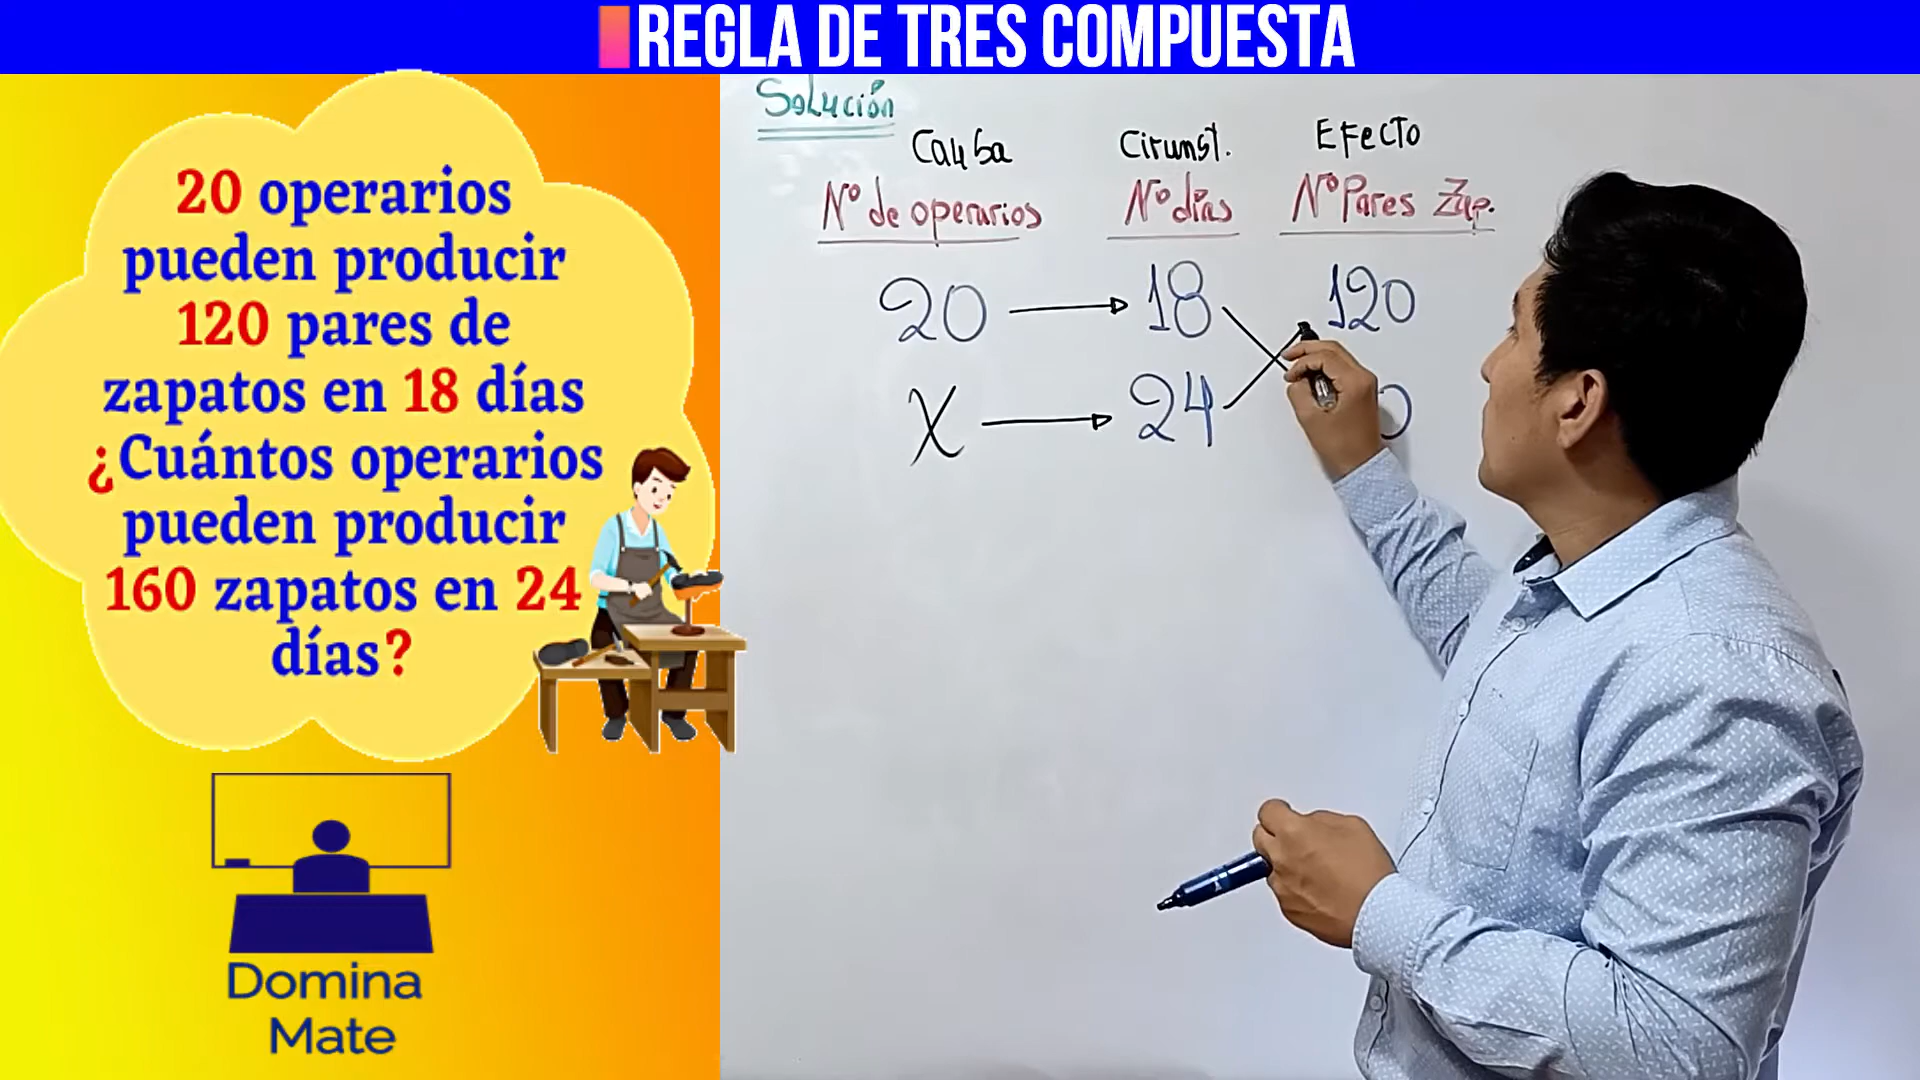 REGLA DE TRES COMPUESTA
20 operarios
pueden producir
120 pares de
zapatos en 18 días
¿Cuántos operarios
pueden producir
160 zapatos en 24
días?
Domina
Mate
Solución
Causa Cirunst. Efecto
N° de operarios N° días N° Pares Zap.
20 18 120
X 24